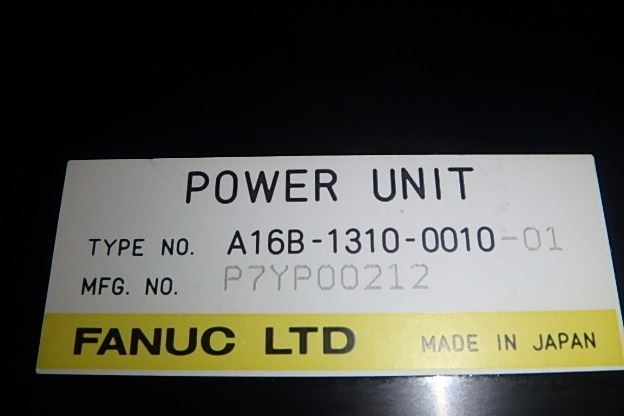 POWER UNIT
TYPE NO. A16B-1310-0010-01
MFG. NO. P7YP00212
FANUC LTD MADE IN JAPAN